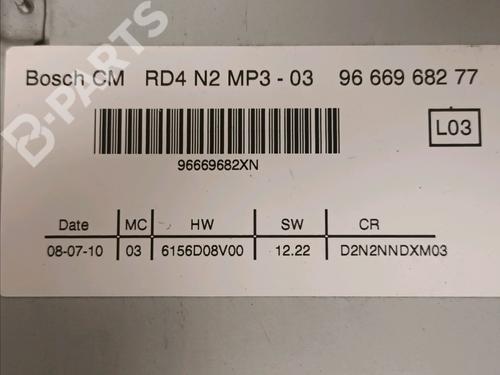 Bosch CM RD4 N2 MP3 - 03 96 669 682 77
L03
96669682XN
Date MC HW SW CR
08-07-10 03 6156D08V00 12.22 D2N2NNDXM03
B-PARTS